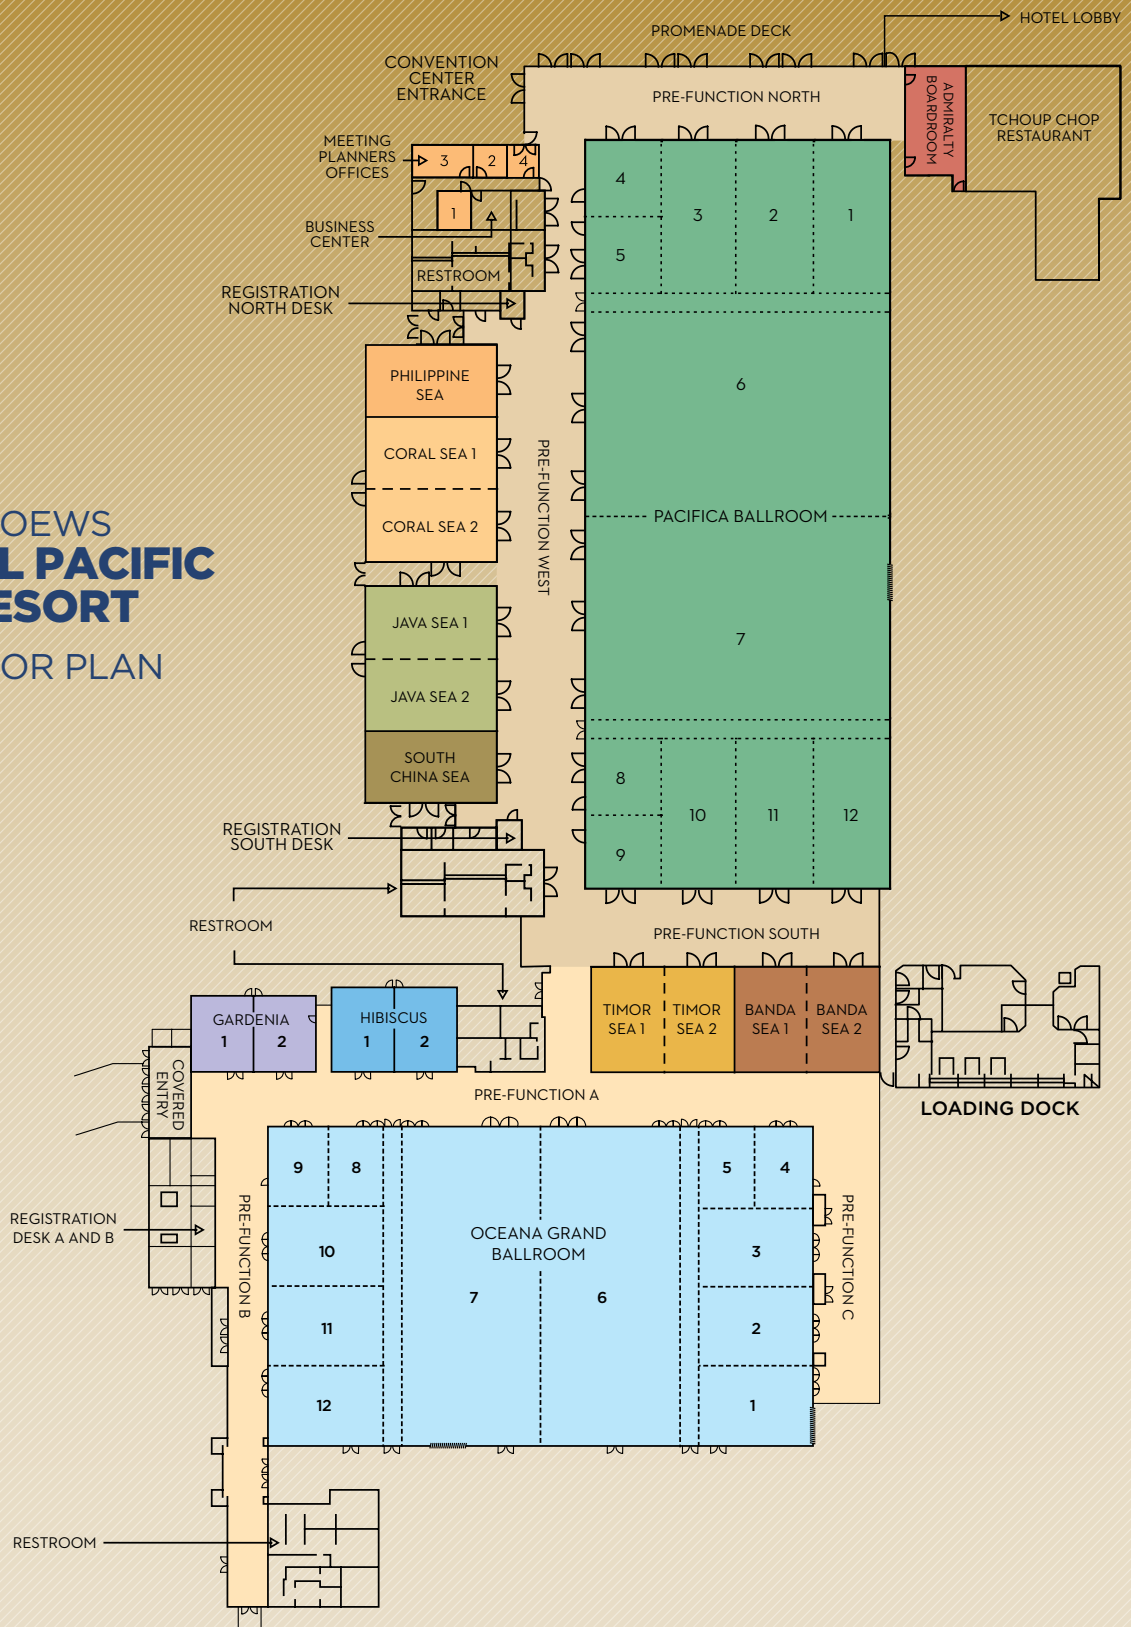 HOTEL LOBBY
PROMENADE DECK
CONVENTION
CENTER
ENTRANCE
PRE-FUNCTION NORTH
ADMIRALTY
BOARDROOM
TCHOUP CHOP
RESTAURANT
MEETING
PLANNERS
OFFICES
3
2
4
1
BUSINESS
CENTER
RESTROOM
REGISTRATION
NORTH DESK
4
3
2
1
5
6
PHILIPPINE
SEA
CORAL SEA 1
CORAL SEA 2
PRE-FUNCTION WEST
PACIFICA BALLROOM
OEWS
L PACIFIC
ESORT
OR PLAN
JAVA SEA 1
JAVA SEA 2
7
SOUTH
CHINA SEA
8
10
11
12
9
REGISTRATION
SOUTH DESK
RESTROOM
PRE-FUNCTION SOUTH
TIMOR
SEA 1
TIMOR
SEA 2
BANDA
SEA 1
BANDA
SEA 2
GARDENIA
1
2
HIBISCUS
1
2
COVERED
ENTRY
PRE-FUNCTION A
LOADING DOCK
9
8
5
4
REGISTRATION
DESK A AND B
PRE-FUNCTION B
OCEANA GRAND
BALLROOM
PRE-FUNCTION C
10
3
7
6
11
2
12
1
RESTROOM